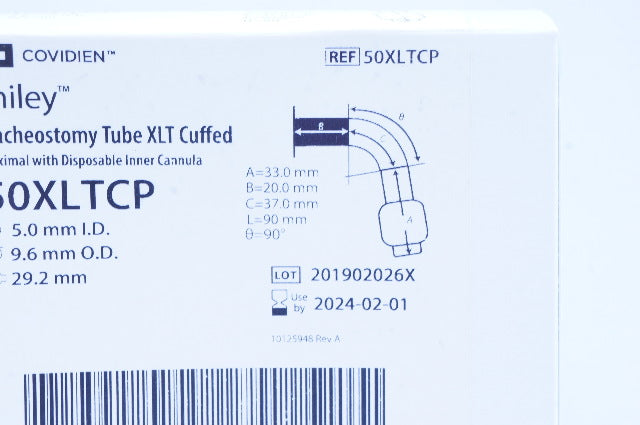 COVIDIEN™
REF 50XLTCP
iley™
acheostomy Tube XLT Cuffed
ximal with Disposable Inner Cannula
50XLTCP
5.0 mm I.D.
9.6 mm O.D.
29.2 mm
A=33.0 mm
B=20.0 mm
C=37.0 mm
L=90 mm
θ=90°
B
C
θ
A
LOT 201902026X
Use by 2024-02-01
10125948 Rev A